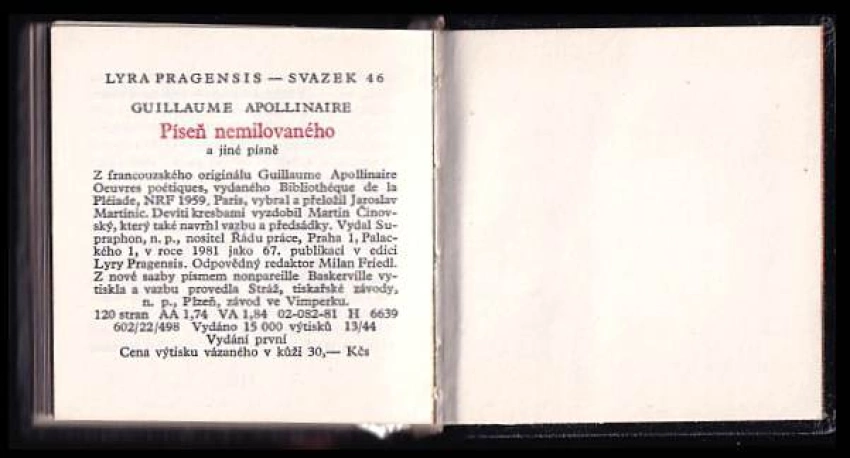 LYRA PRAGENSIS — SVAZEK 46
GUILLAUME APOLLINAIRE
Píseň nemilovaného
a jiné písně
Z francouzského originálu Guillaume Apollinaire
Oeuvres poétiques, vydaného Bibliothéque de la
Pléiade, NRF 1959, Paris, vybral a přeložil Jaroslav
Martinic. Devíti kresbami vyzdobil Martin Činov-
ský, který také navrhl vazbu a předsádky. Vydal Su-
praphon, n. p., nositel Řádu práce, Praha 1, Palac-
kého 1, v roce 1981 jako 67. publikaci v edici
Lyry Pragensis. Odpovědný redaktor Milan Friedl.
Z nové sazby písmem nonpareille Baskerville vy-
tiskla a vazbu provedla Stráž, tiskařské závody,
n. p., Plzeň, závod ve Vimperku.
120 stran AA 1,74 VA 1,84 02-082-81 H 6639
602/22/498 Vydáno 15 000 výtisků 13/44
Vydání první
Cena výtisku vázaného v kůži 30,— Kčs